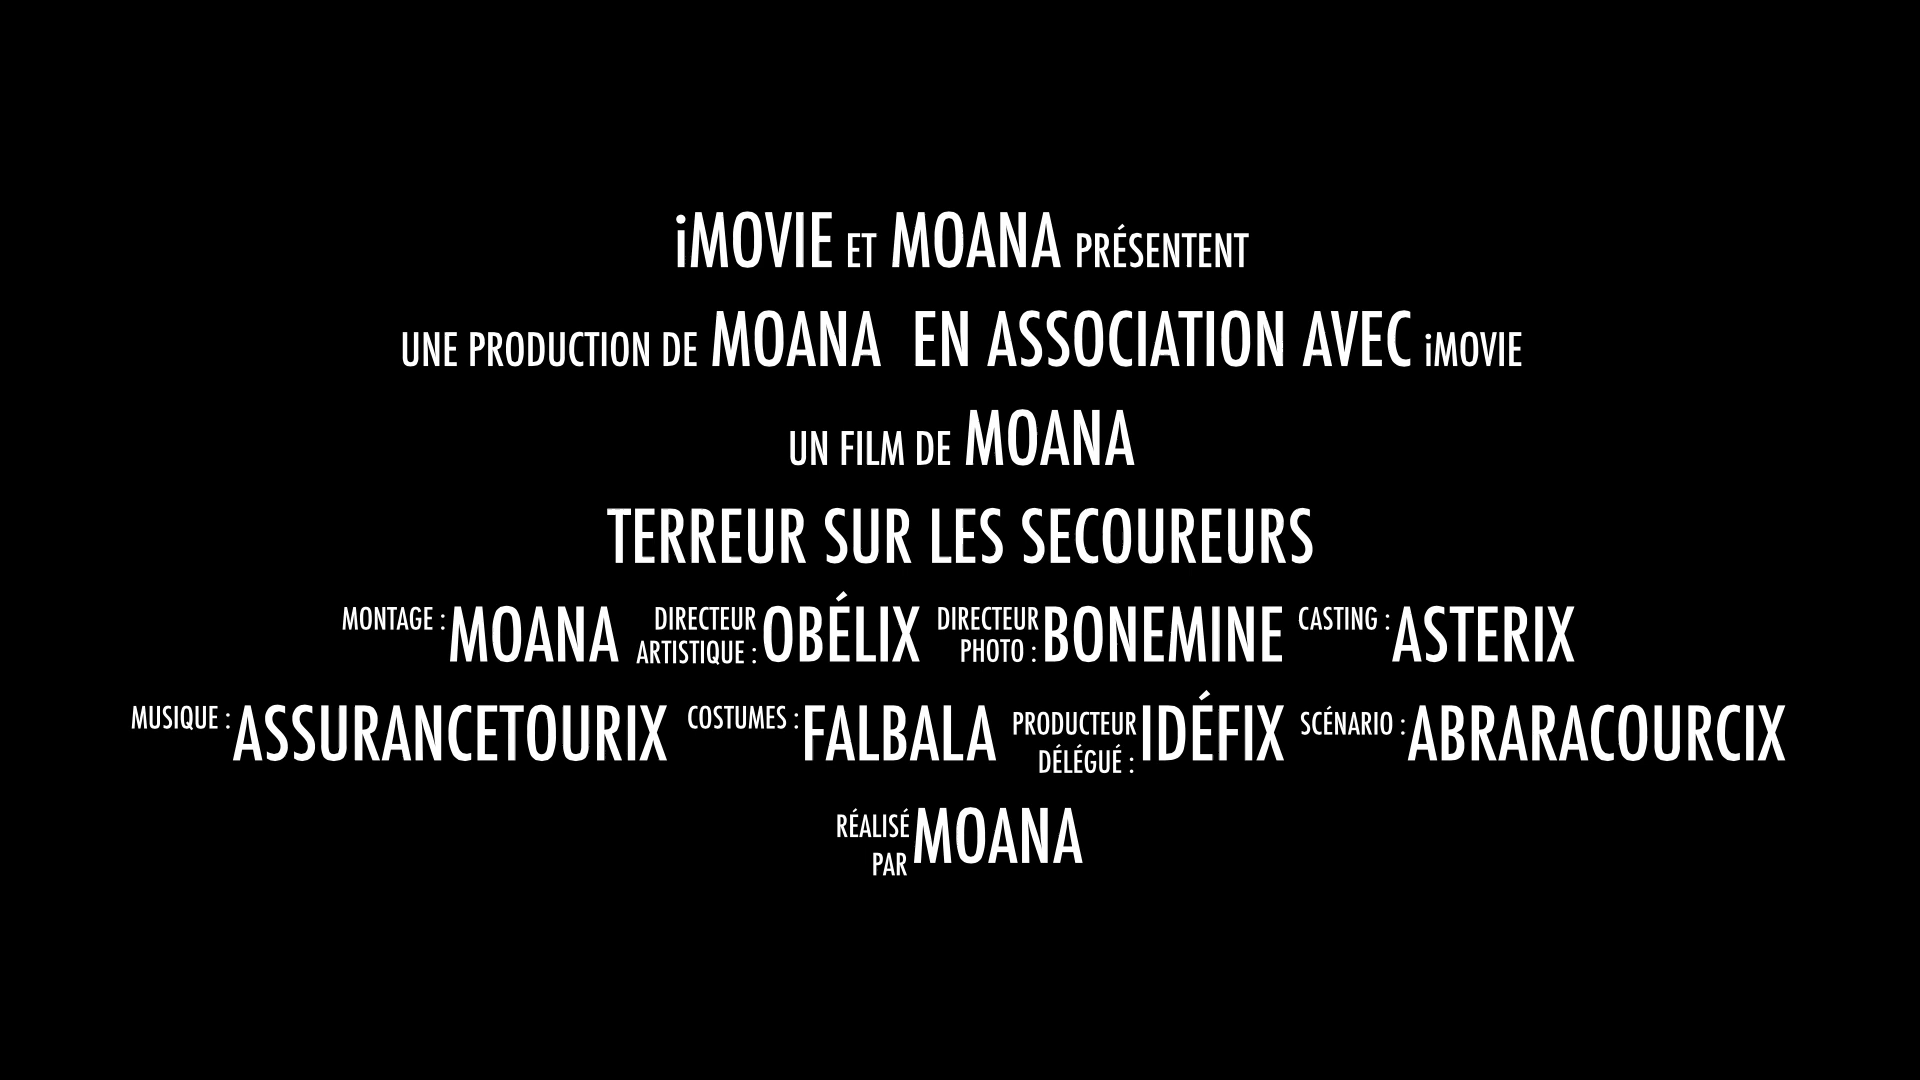 iMOVIE ET MOANA PRÉSENTENT
UNE PRODUCTION DE MOANA EN ASSOCIATION AVEC iMOVIE
UN FILM DE MOANA
TERREUR SUR LES SECOUREURS
MONTAGE : MOANA DIRECTEUR ARTISTIQUE : OBÉLIX DIRECTEUR PHOTO : BONEMINE CASTING : ASTERIX
MUSIQUE : ASSURANCETOURIX COSTUMES : FALBALA PRODUCTEUR DÉLÉGUÉ : IDÉFIX SCÉNARIO : ABRARACOURCIX
RÉALISÉ PAR MOANA